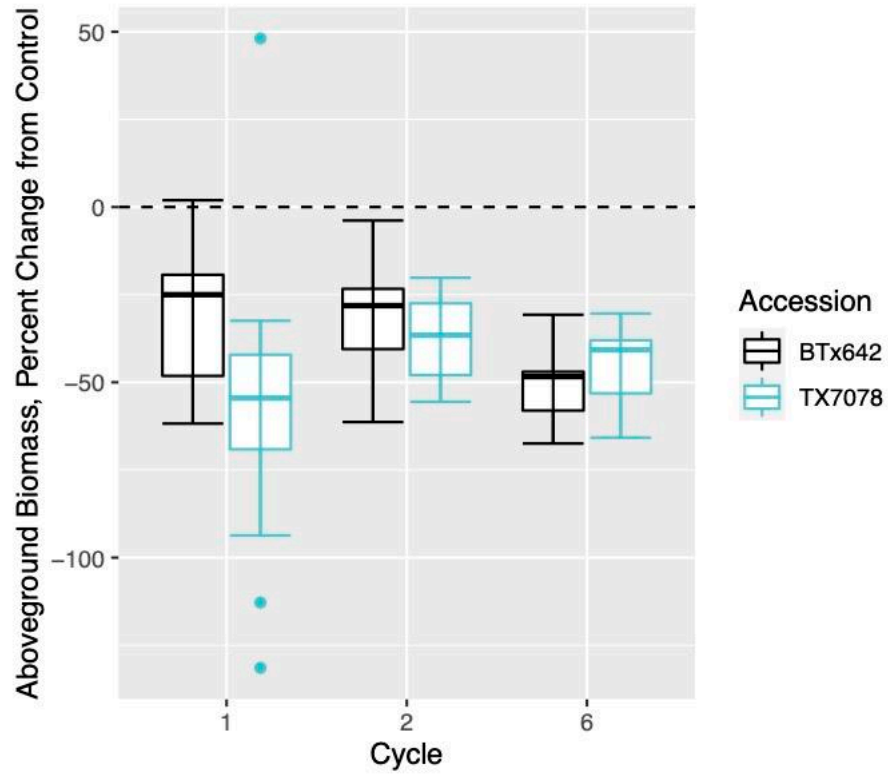 Aboveground Biomass, Percent Change from Control
50
0
−50
−100
1
2
6
Cycle
Accession
BTx642
TX7078